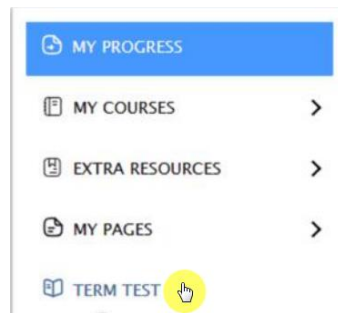 MY PROGRESS
MY COURSES
EXTRA RESOURCES
MY PAGES
TERM TEST